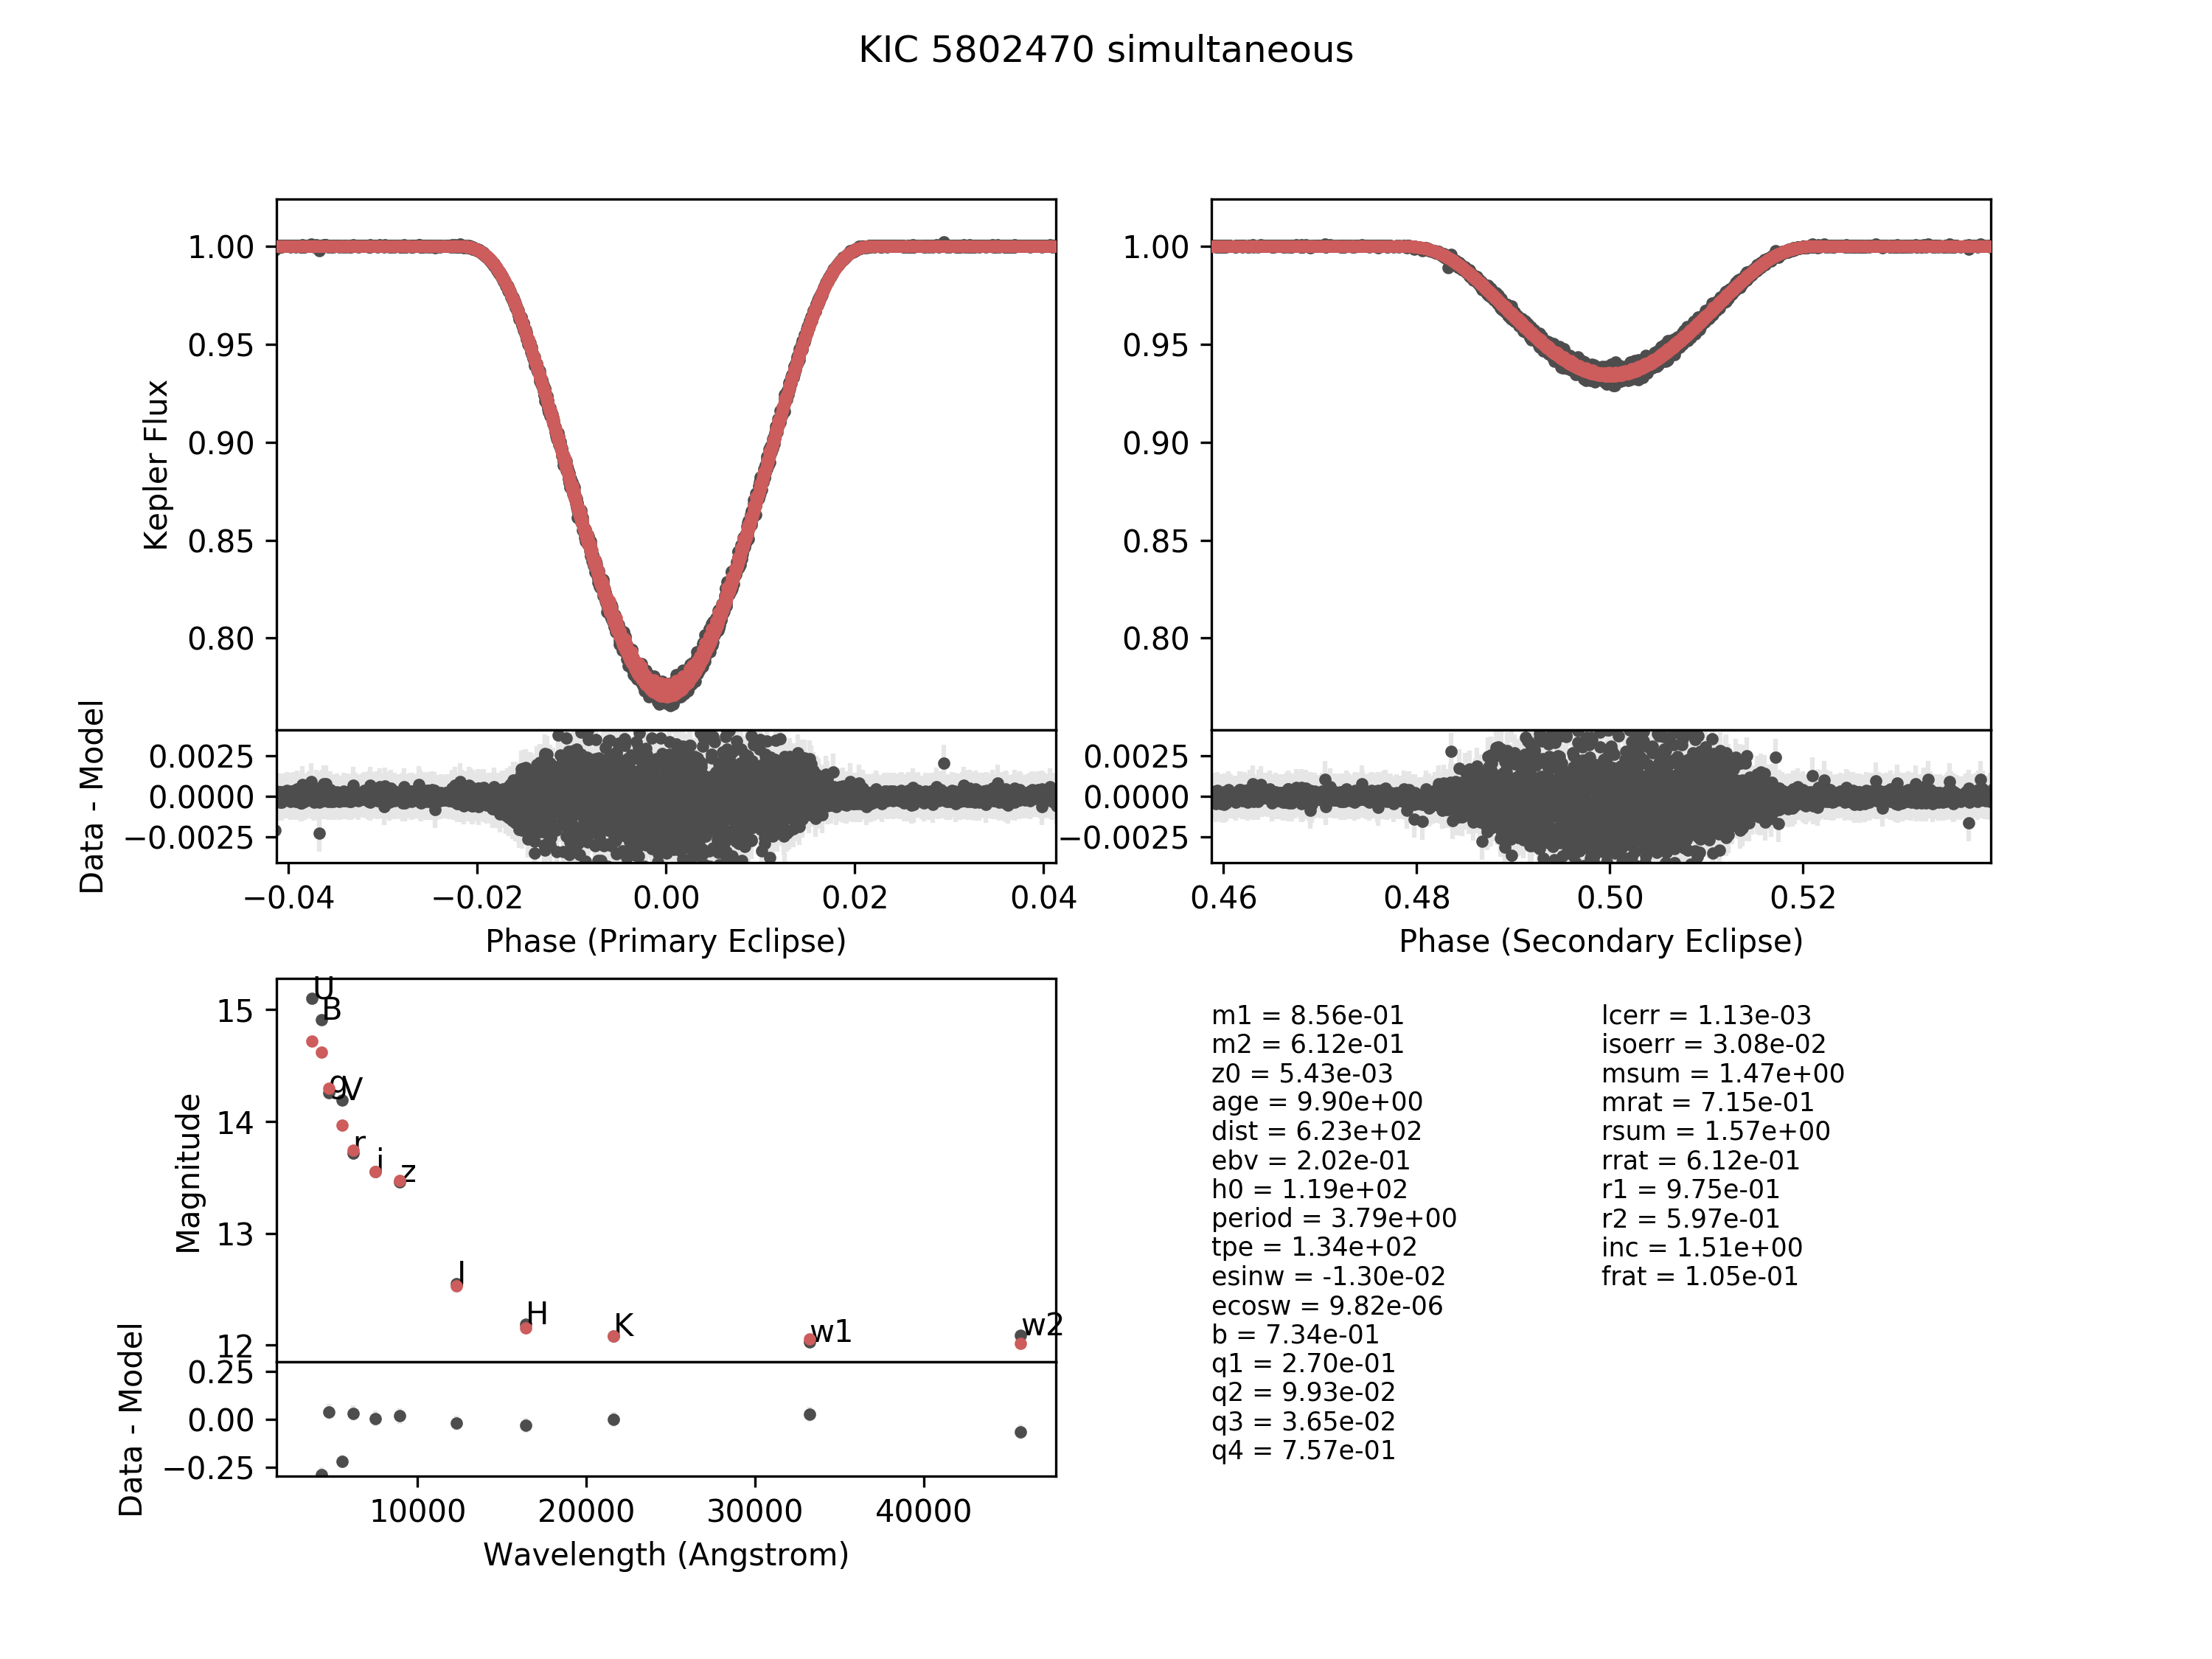 KIC 5802470 simultaneous
Kepler Flux
1.00
0.95
0.90
0.85
0.80
1.00
0.95
0.90
0.85
0.80
Data - Model
0.0025
0.0000
−0.0025
0.0025
0.0000
−0.0025
−0.04 −0.02 0.00 0.02 0.04
0.46 0.48 0.50 0.52
Phase (Primary Eclipse)
Phase (Secondary Eclipse)
Magnitude
15
14
13
12
U
B
g
V
r
i
z
J
H
K
w1
w2
Data - Model
0.25
0.00
−0.25
10000 20000 30000 40000
Wavelength (Angstrom)
m1 = 8.56e-01
m2 = 6.12e-01
z0 = 5.43e-03
age = 9.90e+00
dist = 6.23e+02
ebv = 2.02e-01
h0 = 1.19e+02
period = 3.79e+00
tpe = 1.34e+02
esinw = -1.30e-02
ecosw = 9.82e-06
b = 7.34e-01
q1 = 2.70e-01
q2 = 9.93e-02
q3 = 3.65e-02
q4 = 7.57e-01
lcerr = 1.13e-03
isoerr = 3.08e-02
msum = 1.47e+00
mrat = 7.15e-01
rsum = 1.57e+00
rrat = 6.12e-01
r1 = 9.75e-01
r2 = 5.97e-01
inc = 1.51e+00
frat = 1.05e-01